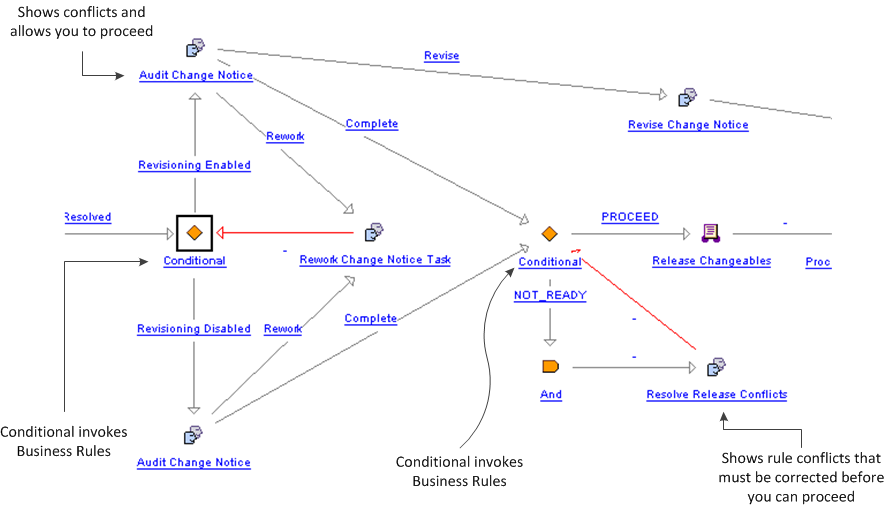 Shows conflicts and
allows you to proceed
Audit Change Notice
Revise
Revise Change Notice
Complete
Rework
Revisioning Enabled
Resolved
Conditional
-
Rework Change Notice Task
PROCEED
Conditional
Release Changeables
-
Proc
NOT_READY
Revisioning Disabled
Rework
Complete
-
-
And
Resolve Release Conflicts
Conditional invokes
Business Rules
Audit Change Notice
Conditional invokes
Business Rules
Shows rule conflicts that
must be corrected before
you can proceed